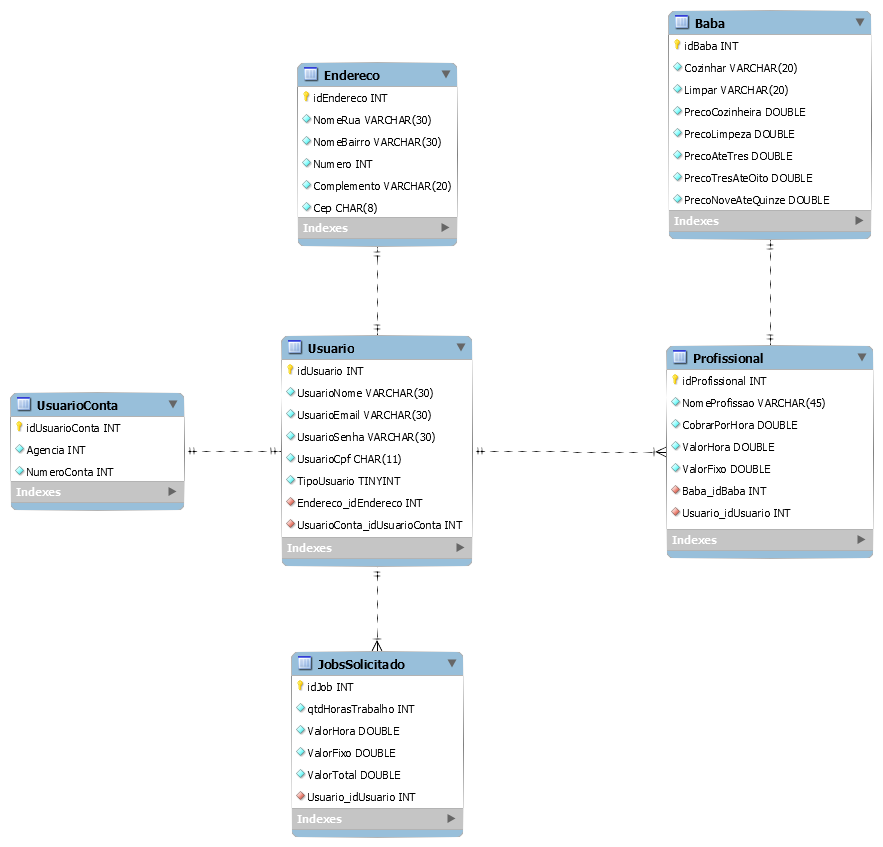 Baba
idBaba INT
Cozinhar VARCHAR(20)
Limpar VARCHAR(20)
PrecoCozinheira DOUBLE
PrecoLimpeza DOUBLE
PrecoAteTres DOUBLE
PrecoTresAteOito DOUBLE
PrecoNoveAteQuinze DOUBLE
Indexes
Endereco
idEndereco INT
NomeRua VARCHAR(30)
NomeBairro VARCHAR(30)
Numero INT
Complemento VARCHAR(20)
Cep CHAR(8)
Indexes
Usuario
idUsuario INT
UsuarioNome VARCHAR(30)
UsuarioEmail VARCHAR(30)
UsuarioSenha VARCHAR(30)
UsuarioCpf CHAR(11)
TipoUsuario TINYINT
Endereco_idEndereco INT
UsuarioConta_idUsuarioConta INT
Indexes
Profissional
idProfissional INT
NomeProfissao VARCHAR(45)
CobrarPorHora DOUBLE
ValorHora DOUBLE
ValorFixo DOUBLE
Baba_idBaba INT
Usuario_idUsuario INT
Indexes
UsuarioConta
idUsuarioConta INT
Agencia INT
NumeroConta INT
Indexes
JobsSolicitado
idJob INT
qtdHorasTrabalho INT
ValorHora DOUBLE
ValorFixo DOUBLE
ValorTotal DOUBLE
Usuario_idUsuario INT
Indexes